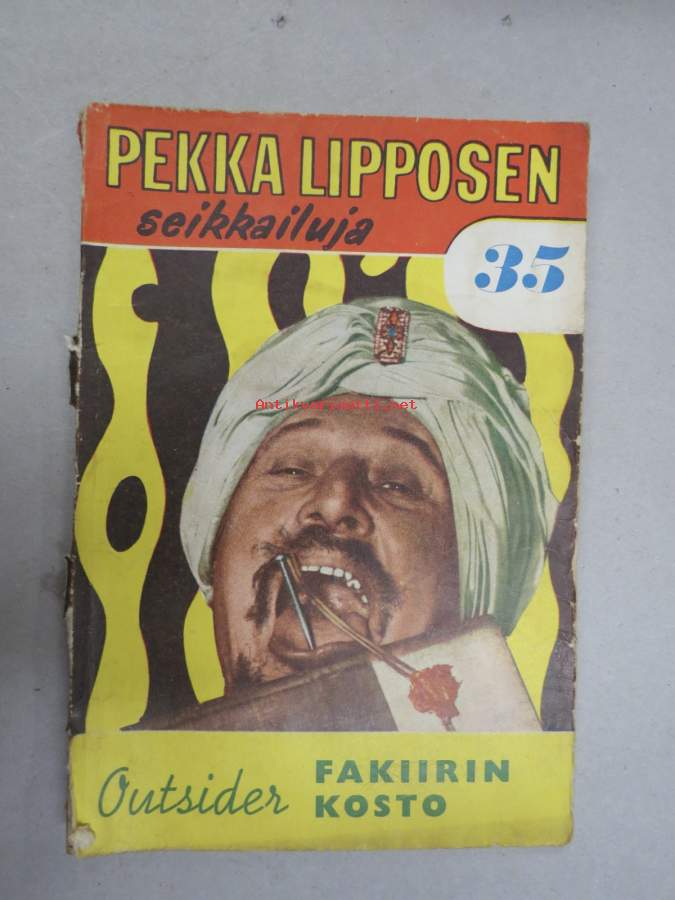 PEKKA LIPPOSEN
seikkailuja
35
Antikvariaatti.net
Outsider
FAKIIRIN
KOSTO